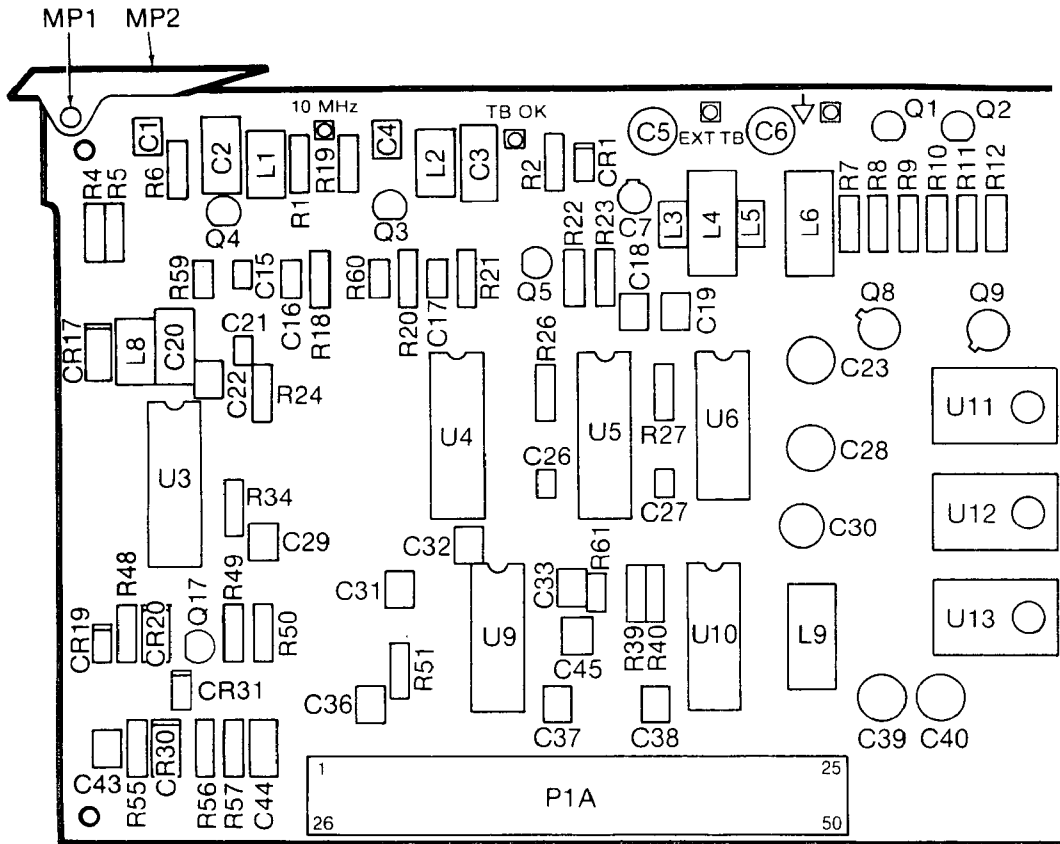 MP1 MP2
10 MHz TB OK EXT TB
C1 C2 L1 R19 C4 L2 C3 R2 CR1 C5 C6 Q1 Q2
R4 R5 R6 R1 Q4 Q3 R22 R23 C7 L3 L4 L5 L6 R7 R8 R9 R10 R11 R12
R59 C15 C16 R18 R60 R20 C17 R21 Q5 C18 C19 Q8 Q9
CR17 L8 C20 C21 C22 R24 R26 C23
U4 U5 R27 U6 U11
U3 C26 C27 C28
R34 C29 C32 C30 U12
R48 R49 C31 C33 R61
CR19 CR20 Q17 R50 R51 U9 R39 R40 U10 L9 U13
CR31 C45
C36 C37 C38 C39 C40
C43 R55 CR30 R56 R57 C44
1 25
P1A
26 50